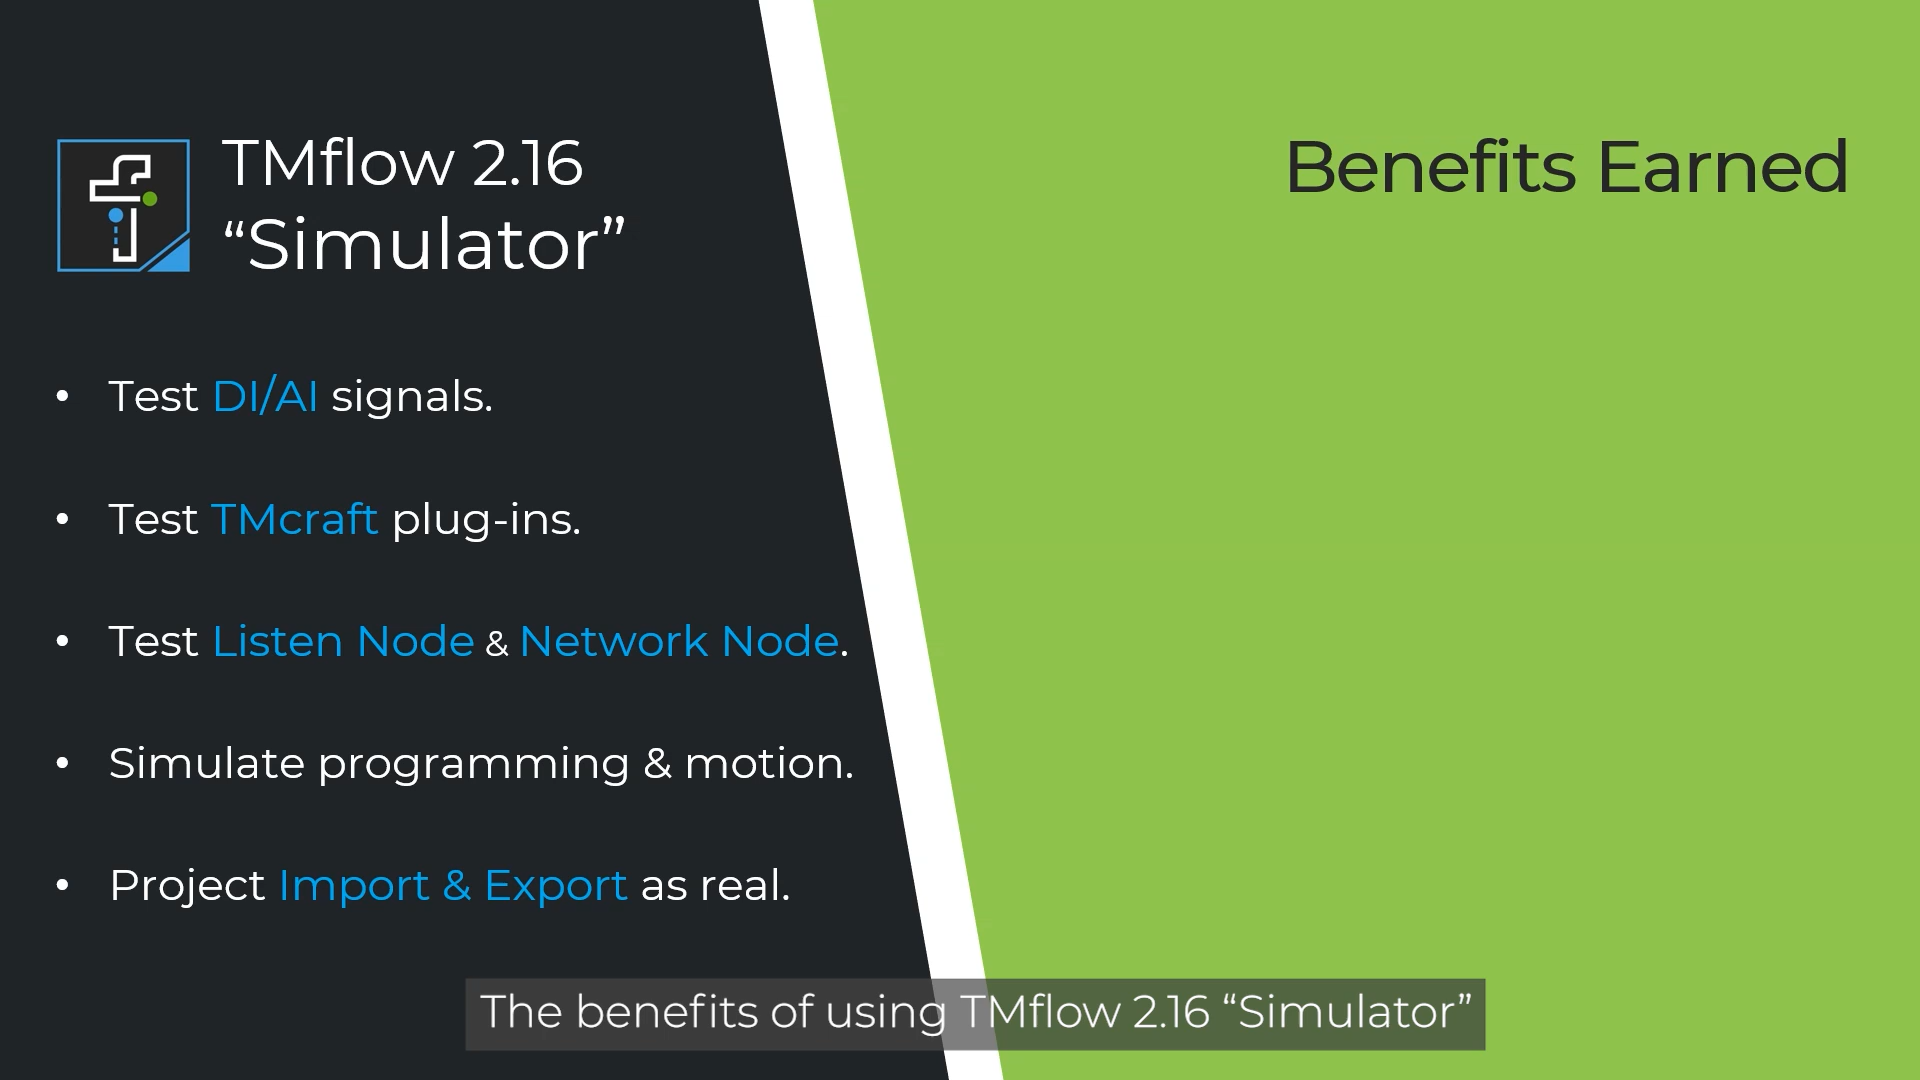 TMflow 2.16
“Simulator”
Benefits Earned
• Test DI/AI signals.
• Test TMcraft plug-ins.
• Test Listen Node & Network Node.
• Simulate programming & motion.
• Project Import & Export as real.
The benefits of using TMflow 2.16 “Simulator”